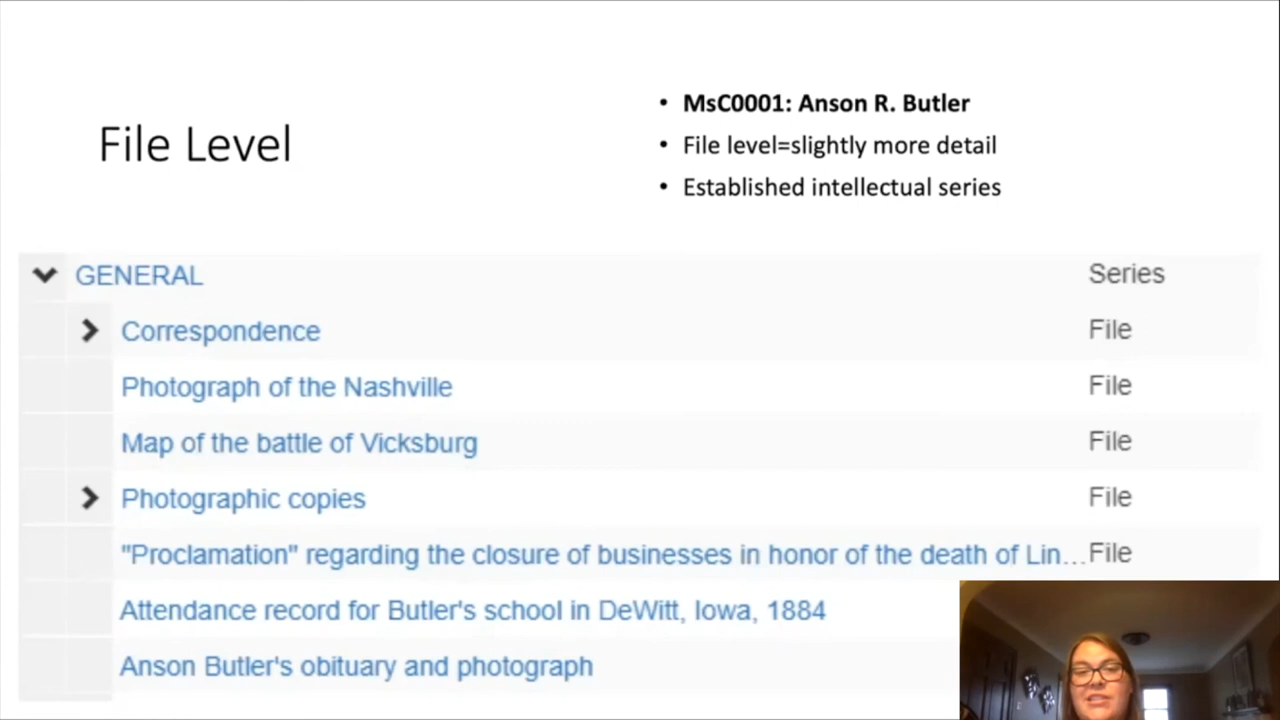 File Level
• MsC0001: Anson R. Butler
• File level=slightly more detail
• Established intellectual series
GENERAL Series
Correspondence File
Photograph of the Nashville File
Map of the battle of Vicksburg File
Photographic copies File
"Proclamation" regarding the closure of businesses in honor of the death of Lin... File
Attendance record for Butler's school in DeWitt, Iowa, 1884
Anson Butler's obituary and photograph